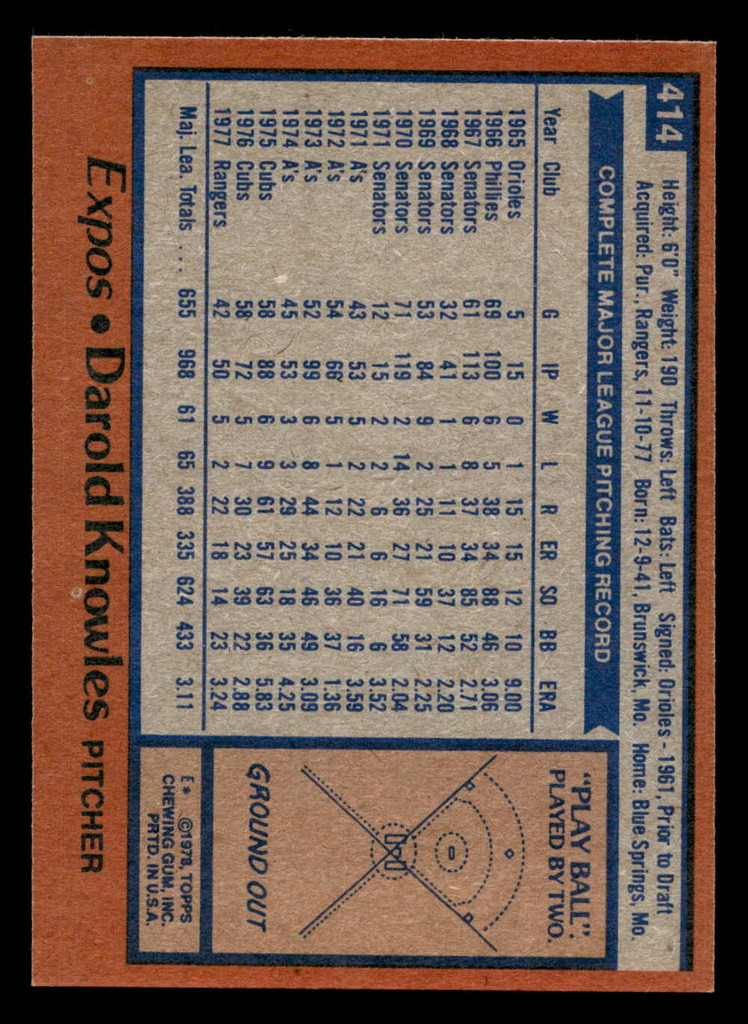 414
Height: 6'0" Weight: 190 Throws: Left Bats: Left Signed: Orioles - 1961, Prior to Draft
Acquired: Pur., Rangers, 11-10-77 Born: 12-9-41, Brunswick, Mo. Home: Blue Springs, Mo.
COMPLETE MAJOR LEAGUE PITCHING RECORD
Year Club G IP W L R ER SO BB ERA
1965 Orioles 5 15 0 1 15 15 12 10 9.00
1966 Phillies 69 100 6 5 38 34 88 46 3.06
1967 Senators 61 113 6 8 37 34 85 52 2.71
1968 Senators 32 41 1 1 11 10 37 12 2.20
1969 Senators 53 84 9 2 25 21 59 31 2.25
1970 Senators 71 119 2 14 36 27 71 58 2.04
1971 Senators 12 15 2 2 6 6 16 6 3.52
1971 A's 43 53 5 2 22 21 40 16 3.59
1972 A's 54 66 5 1 12 10 36 37 1.36
1973 A's 52 99 6 8 44 34 46 49 3.09
1974 A's 45 53 3 3 29 25 18 35 4.25
1975 Cubs 58 88 6 9 61 57 63 36 5.83
1976 Cubs 58 72 5 7 30 23 39 22 2.88
1977 Rangers 42 50 5 2 22 18 14 23 3.24
Maj. Lea. Totals ... 655 968 61 65 388 335 624 433 3.11
"PLAY BALL":
PLAYED BY TWO.
GROUND OUT
E* ©1978, TOPPS
CHEWING GUM, INC.
PRTD. IN U.S.A.
Expos • Darold Knowles PITCHER